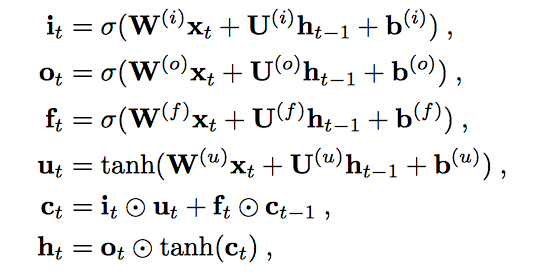 i_t = σ(W^{(i)}x_t + U^{(i)}h_{t−1} + b^{(i)}) ,
o_t = σ(W^{(o)}x_t + U^{(o)}h_{t−1} + b^{(o)}) ,
f_t = σ(W^{(f)}x_t + U^{(f)}h_{t−1} + b^{(f)}) ,
u_t = tanh(W^{(u)}x_t + U^{(u)}h_{t−1} + b^{(u)}) ,
c_t = i_t ⊙ u_t + f_t ⊙ c_{t−1} ,
h_t = o_t ⊙ tanh(c_t) ,